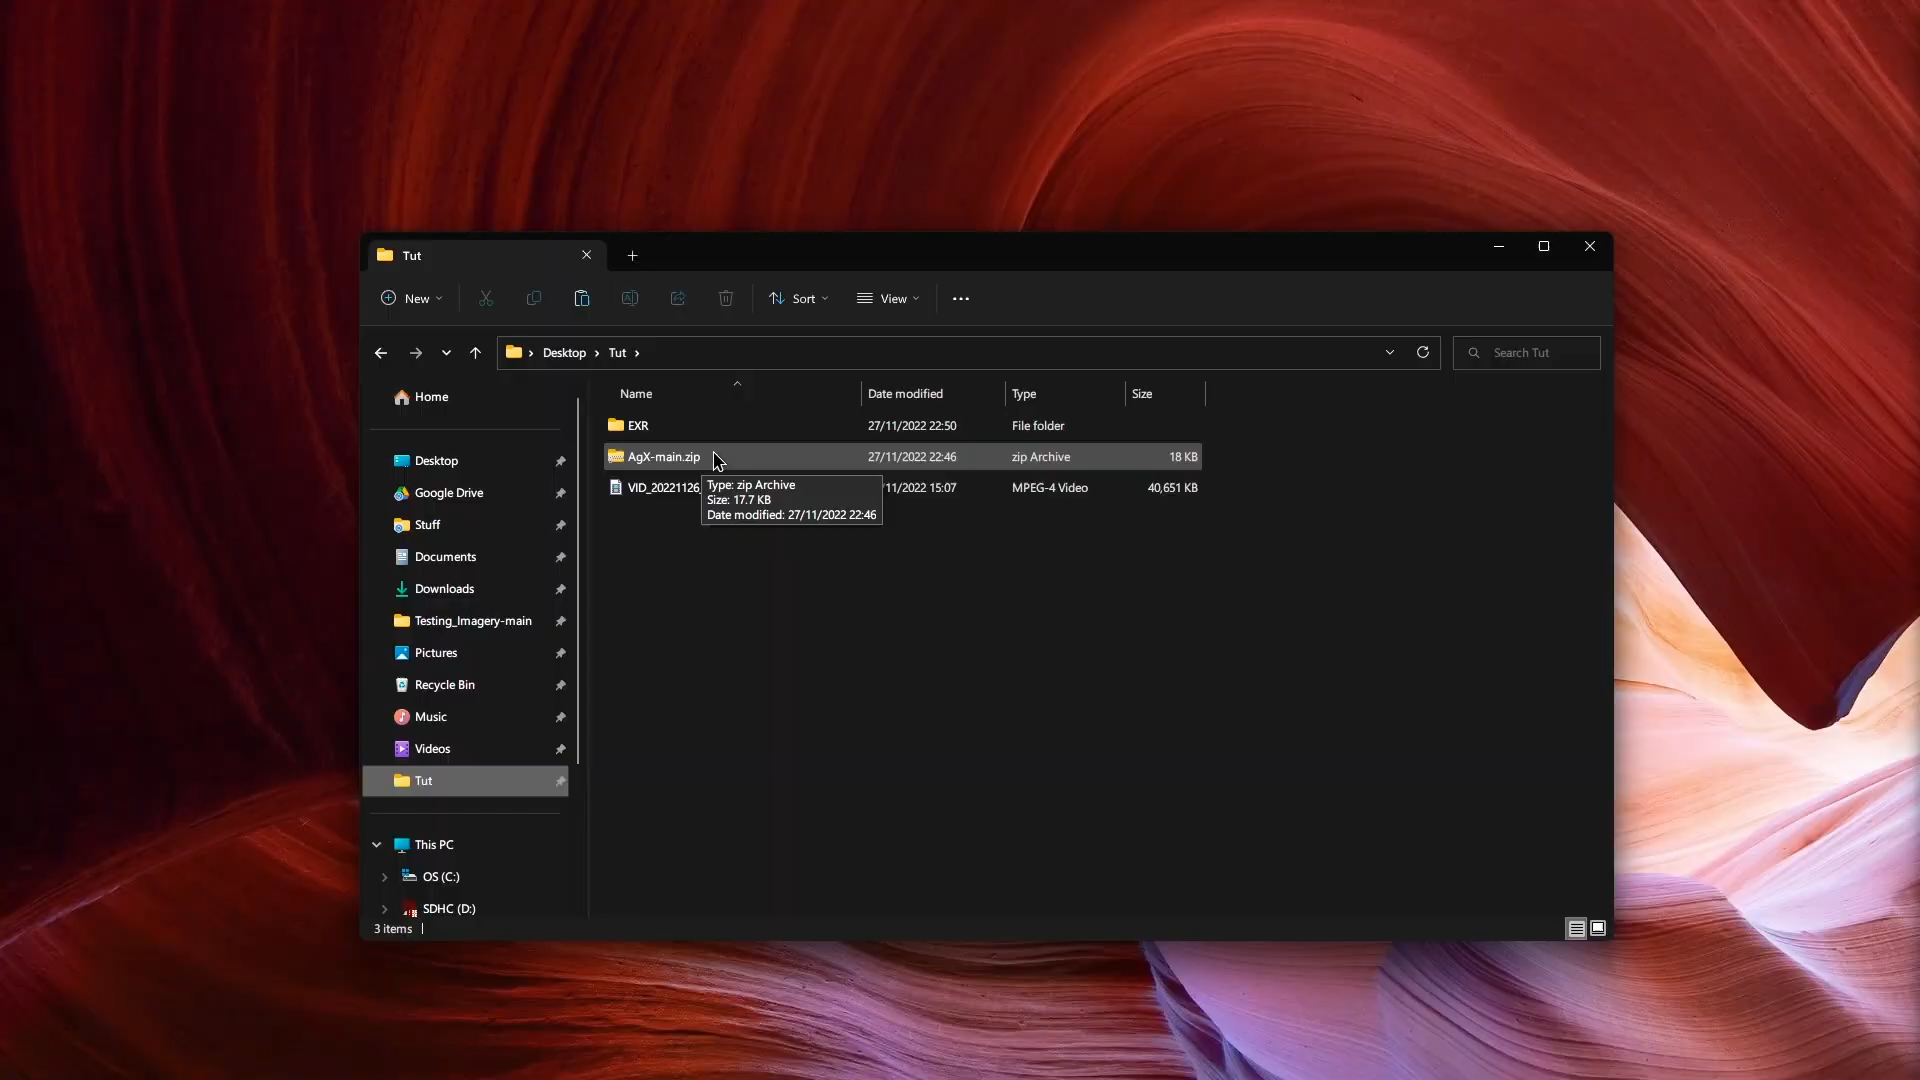 Tut
New
Sort
View
Desktop
Tut
Search Tut
Home
Desktop
Google Drive
Stuff
Documents
Downloads
Testing_Imagery-main
Pictures
Recycle Bin
Music
Videos
Tut
This PC
OS (C:)
SDHC (D:)
Name Date modified Type Size
EXR 27/11/2022 22:50 File folder
AgX-main.zip 27/11/2022 22:46 zip Archive 18 KB
VID_20221126_ /11/2022 15:07 MPEG-4 Video 40,651 KB
Type: zip Archive
Size: 17.7 KB
Date modified: 27/11/2022 22:46
3 items